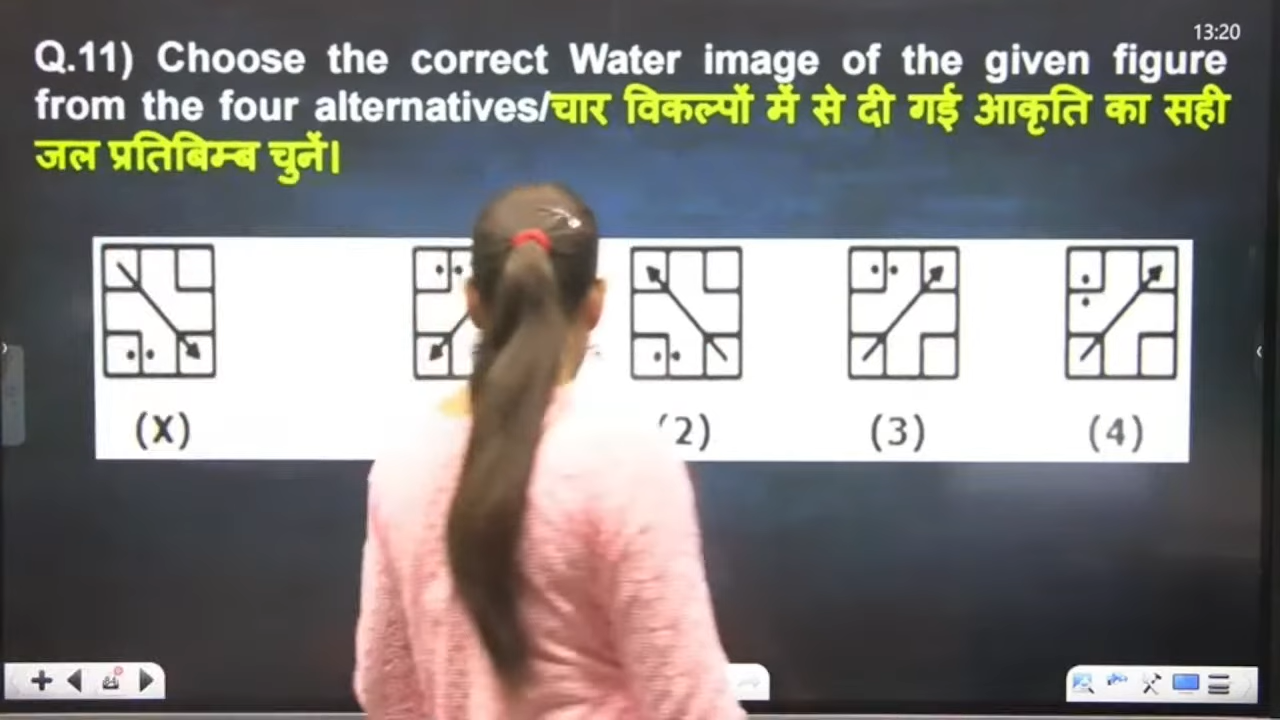 13:20
Q.11) Choose the correct Water image of the given figure
from the four alternatives/चार विकल्पों में से दी गई आकृति का सही
जल प्रतिबिम्ब चुनें।
(X) 2) (3) (4)